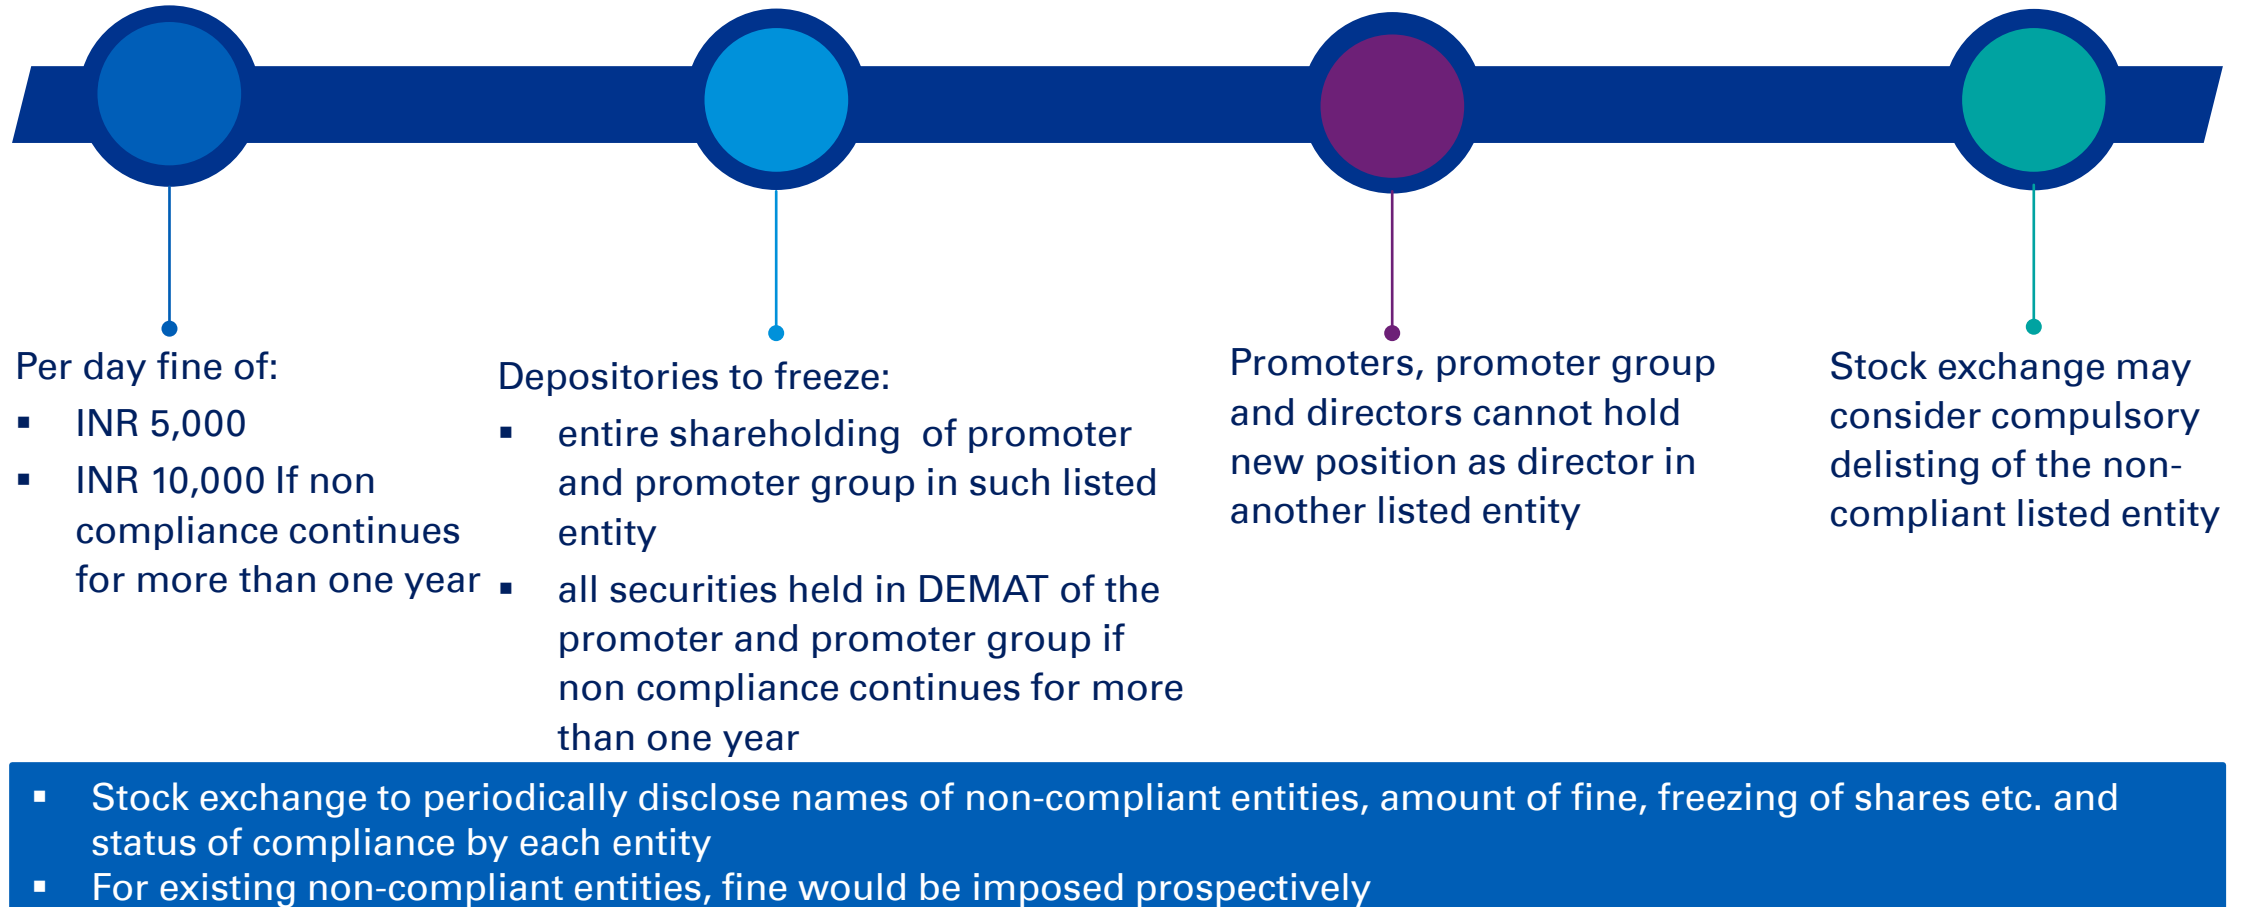 Per day fine of:
▪ INR 5,000
▪ INR 10,000 If non
compliance continues
for more than one year
Depositories to freeze:
▪ entire shareholding  of promoter
and promoter group in such listed
entity
▪ all securities held in DEMAT of the
promoter and promoter group if
non compliance continues for more
than one year
Promoters, promoter group
and directors cannot hold
new position as director in
another listed entity
Stock exchange may
consider compulsory
delisting of the non-
compliant listed entity
▪ Stock exchange to periodically disclose names of non-compliant entities, amount of fine, freezing of shares etc. and
status of compliance by each entity
▪ For existing non-compliant entities, fine would be imposed prospectively